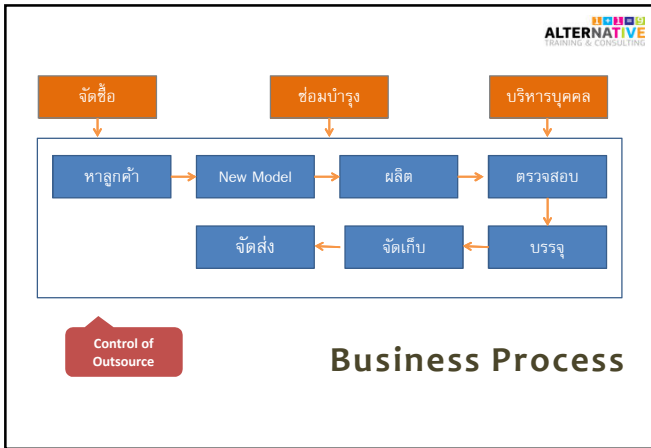 1+1=9
ALTERNATIVE
TRAINING & CONSULTING
จัดซื้อ
ซ่อมบำรุง
บริหารบุคคล
หาลูกค้า
New Model
ผลิต
ตรวจสอบ
จัดส่ง
จัดเก็บ
บรรจุ
Control of
Outsource
Business Process